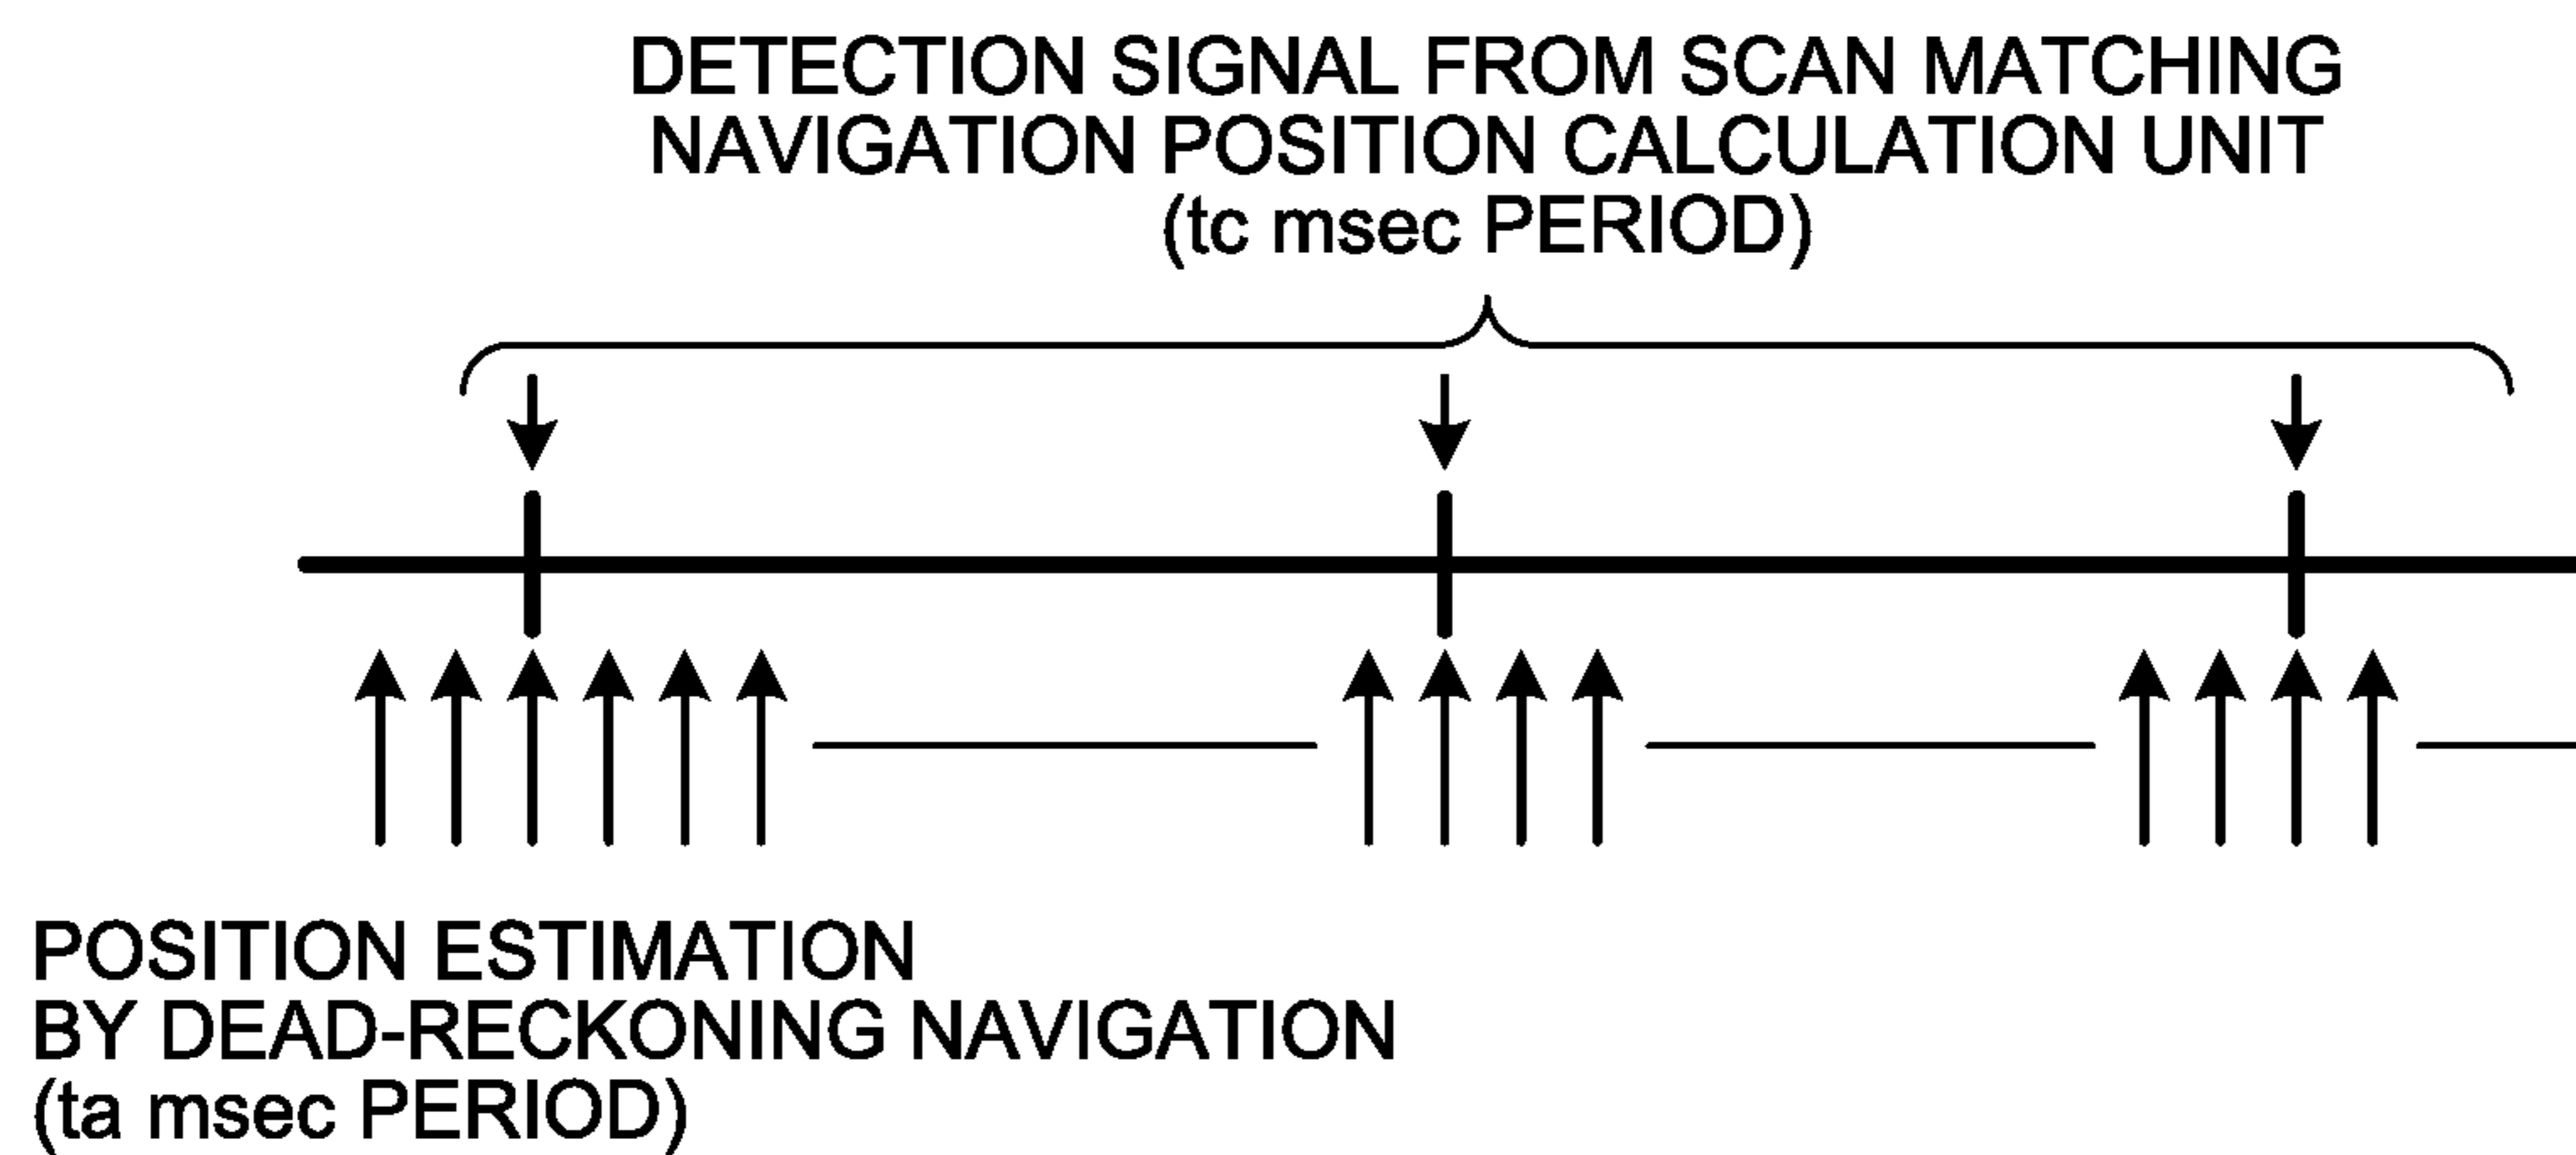 DETECTION SIGNAL FROM SCAN MATCHING
NAVIGATION POSITION CALCULATION UNIT
(tc msec PERIOD)
POSITION ESTIMATION
BY DEAD-RECKONING NAVIGATION
(ta msec PERIOD)